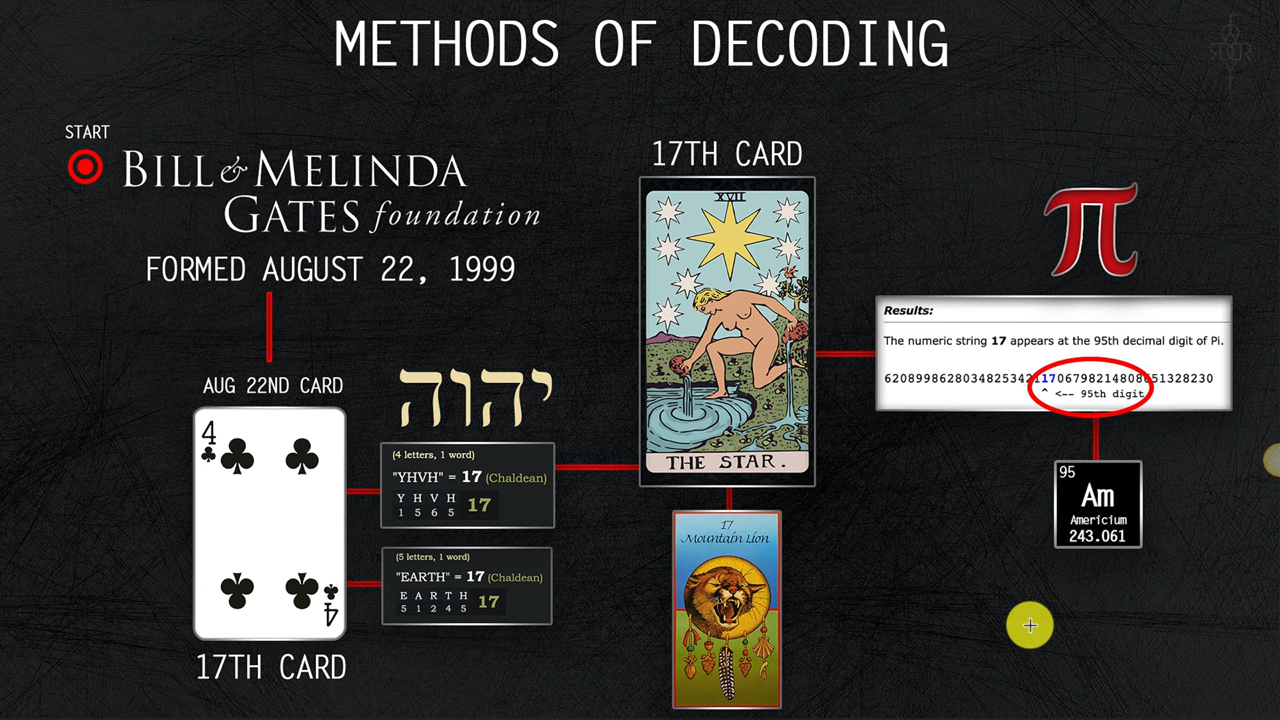 METHODS OF DECODING
START
BILL & MELINDA
GATES foundation
FORMED AUGUST 22, 1999
AUG 22ND CARD
4
4
17TH CARD
יהוה
(4 letters, 1 word)
"YHVH" = 17 (Chaldean)
Y H V H
1 5 6 5 17
(5 letters, 1 word)
"EARTH" = 17 (Chaldean)
E A R T H
5 1 2 4 5 17
17TH CARD
XVII
THE STAR.
17
Mountain Lion
π
Results:
The numeric string 17 appears at the 95th decimal digit of Pi.
620899862803482534211706798214808651328230
^ <-- 95th digit
95
Am
Americium
243.061